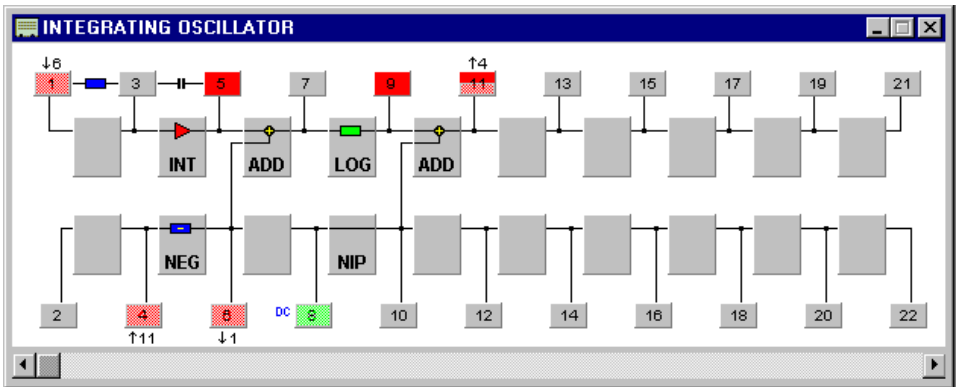 INTEGRATING OSCILLATOR
↓6 ↑4
1 3 5 7 9 11 13 15 17 19 21
INT ADD LOG ADD
NEG NIP
2 4 6 DC 8 10 12 14 16 18 20 22
↑11 ↓1